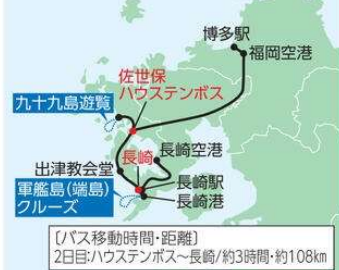 博多駅
福岡空港
佐世保
ハウステンボス
九十九島遊覧
長崎空港
出津教会堂
長崎
長崎駅
長崎港
軍艦島(端島)
クルーズ
〔バス移動時間・距離〕
2日目:ハウステンボス〜長崎/約3時間・約108km